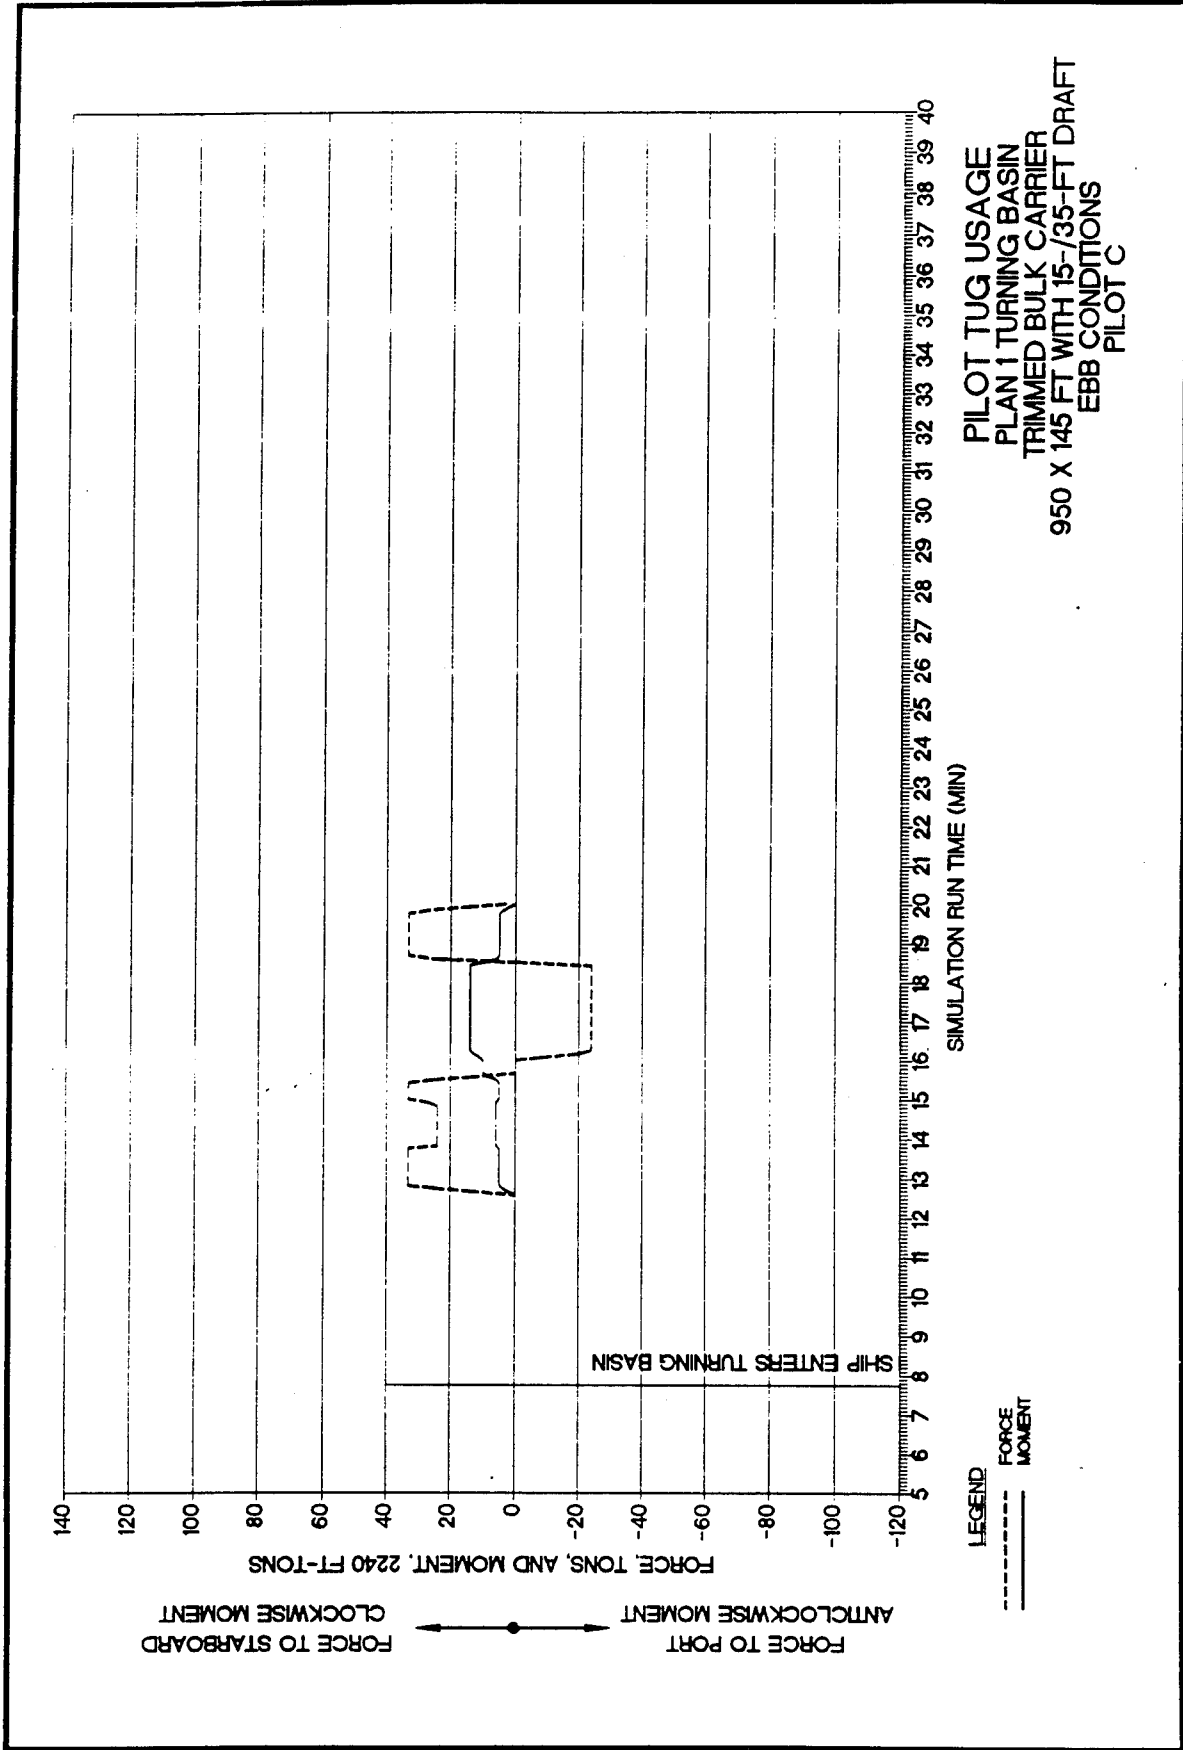 140
120
100
80
60
40
20
0
-20
-40
-60
-80
-100
-120
FORCE, TONS, AND MOMENT, 2240 FT-TONS
FORCE TO STARBOARD
CLOCKWISE MOMENT
FORCE TO PORT
ANTICLOCKWISE MOMENT
SHIP ENTERS TURNING BASIN
5 6 7 8 9 10 11 12 13 14 15 16 17 18 19 20 21 22 23 24 25 26 27 28 29 30 31 32 33 34 35 36 37 38 39 40
SIMULATION RUN TIME (MIN)
LEGEND
FORCE
MOMENT
PILOT TUG USAGE
PLAN 1 TURNING BASIN
TRIMMED BULK CARRIER
950 X 145 FT WITH 15-/35-FT DRAFT
EBB CONDITIONS
PILOT C